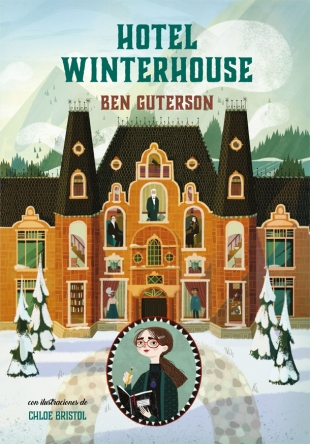 HOTEL
WINTERHOUSE
BEN GUTERSON
con ilustraciones de
CHLOE BRISTOL